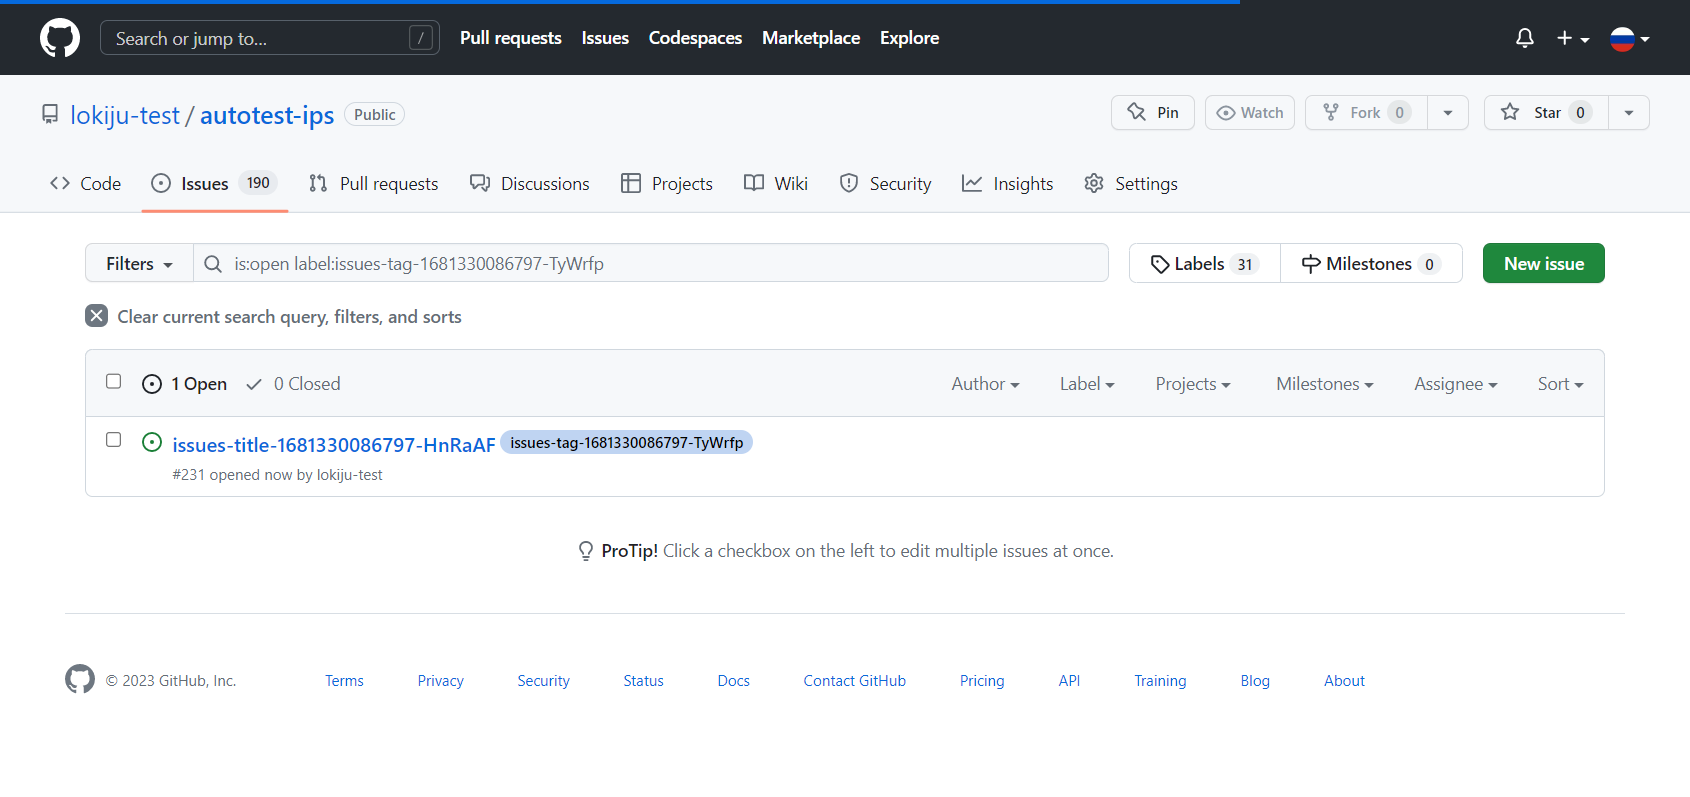 Search or jump to... / Pull requests Issues Codespaces Marketplace Explore
lokiju-test / autotest-ips Public Pin Watch Fork 0 Star 0
Code Issues 190 Pull requests Discussions Projects Wiki Security Insights Settings
Filters is:open label:issues-tag-1681330086797-TyWrfp Labels 31 Milestones 0 New issue
Clear current search query, filters, and sorts
1 Open 0 Closed Author Label Projects Milestones Assignee Sort
issues-title-1681330086797-HnRaAF issues-tag-1681330086797-TyWrfp
#231 opened now by lokiju-test
ProTip! Click a checkbox on the left to edit multiple issues at once.
© 2023 GitHub, Inc. Terms Privacy Security Status Docs Contact GitHub Pricing API Training Blog About